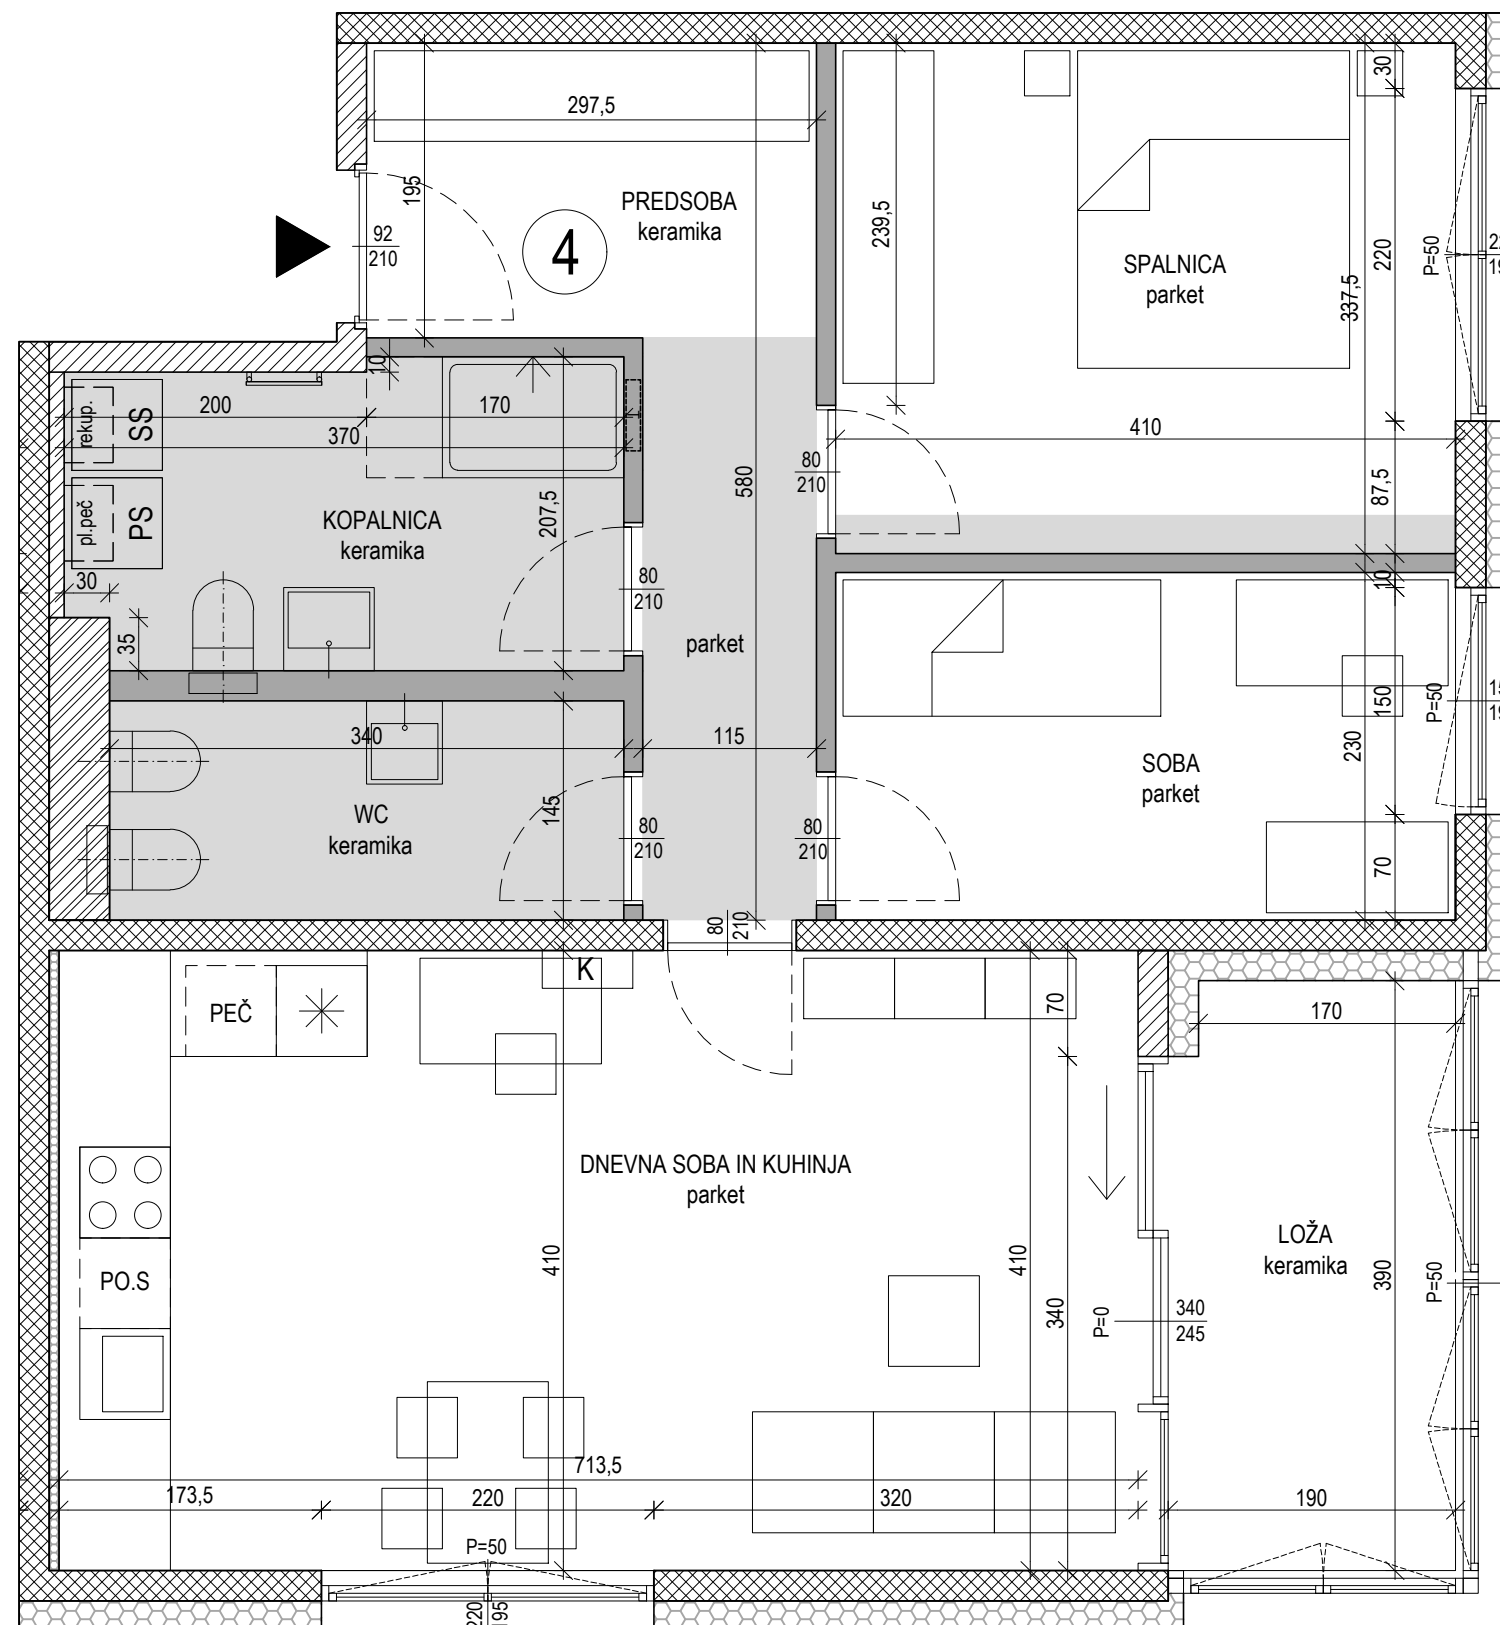 297,5
30
195
PREDSOBA
keramika
4
92
210
239,5
SPALNICA
parket
337,5
220
P=50
10
200
170
370
rekup.
SS
410
80
210
580
87,5
pl.peč
PS
KOPALNICA
keramika
207,5
30
80
210
10
35
parket
150
P=50
230
340
115
SOBA
parket
WC
keramika
145
80
210
80
210
70
80
210
K
PEČ
70
170
DNEVNA SOBA IN KUHINJA
parket
LOŽA
keramika
410
410
390
P=50
PO.S
340
P=0
340
245
713,5
173,5
220
320
190
P=50
220
195